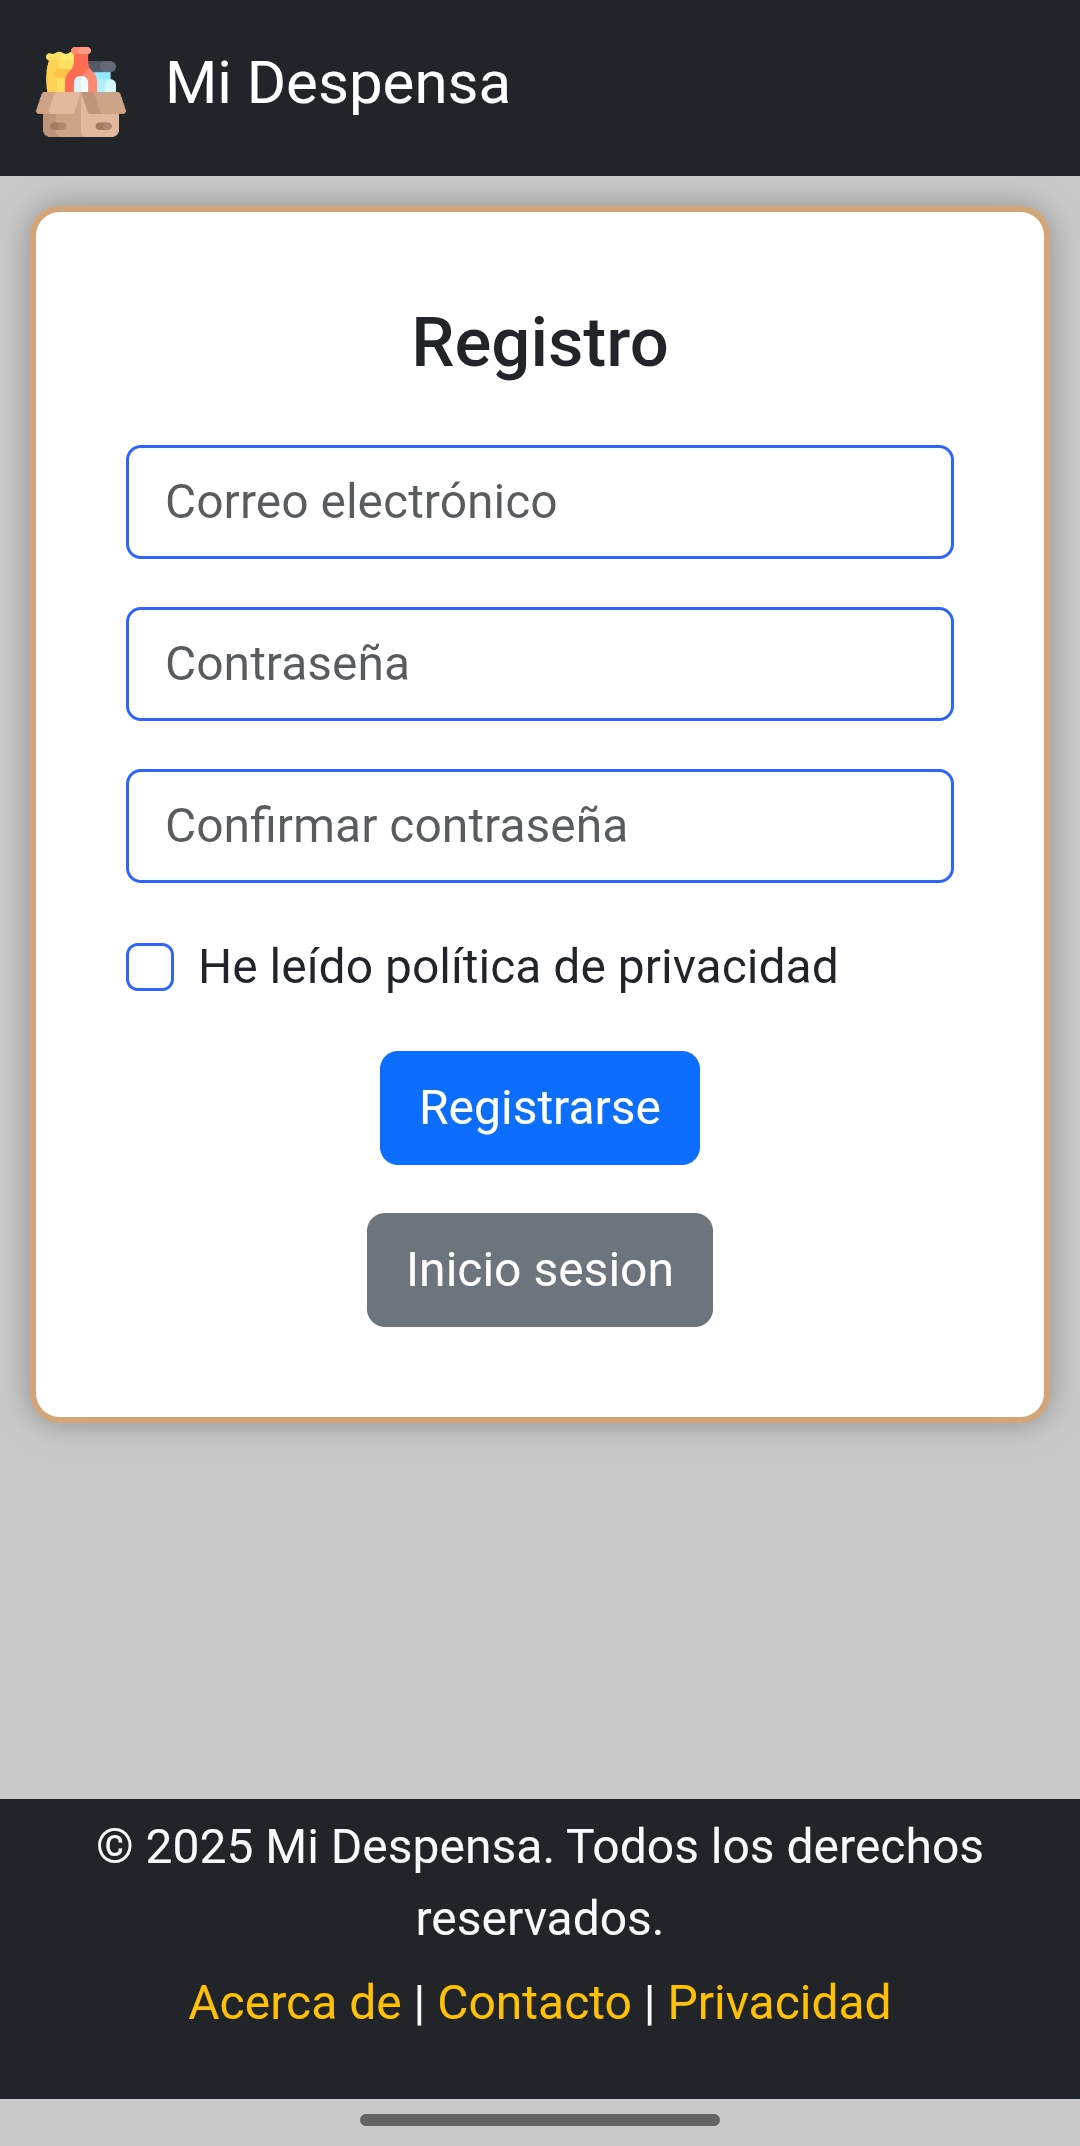 Mi Despensa
Registro
Correo electrónico
Contraseña
Confirmar contraseña
He leído política de privacidad
Registrarse
Inicio sesion
© 2025 Mi Despensa. Todos los derechos
reservados.
Acerca de | Contacto | Privacidad